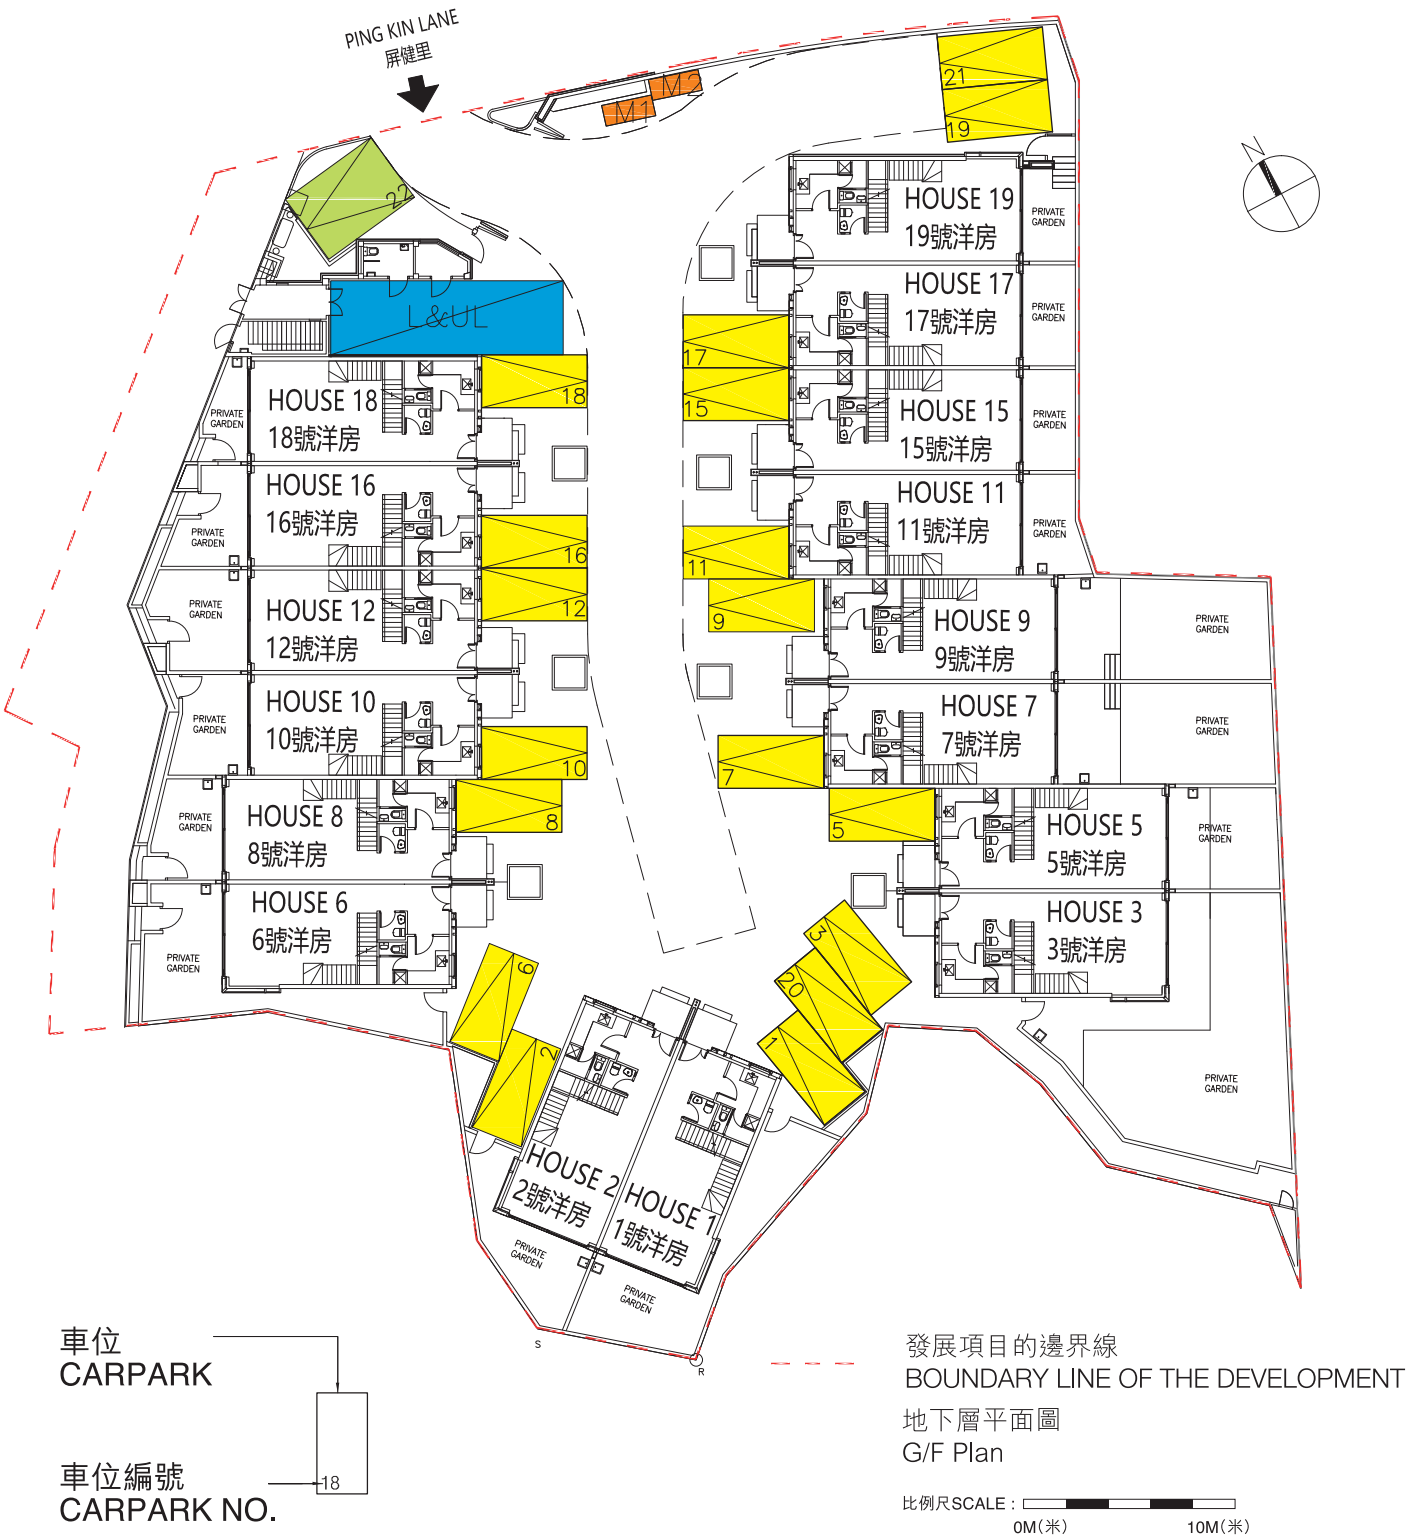 PING KIN LANE
屏健里
M1
M2
21
19
22
N
HOUSE 19
19號洋房
PRIVATE
GARDEN
L&UL
HOUSE 17
17號洋房
PRIVATE
GARDEN
17
15
18
HOUSE 18
18號洋房
PRIVATE
GARDEN
HOUSE 15
15號洋房
PRIVATE
GARDEN
HOUSE 16
16號洋房
PRIVATE
GARDEN
16
HOUSE 11
11號洋房
PRIVATE
GARDEN
11
HOUSE 12
12號洋房
PRIVATE
GARDEN
12
9
HOUSE 9
9號洋房
PRIVATE
GARDEN
HOUSE 10
10號洋房
PRIVATE
GARDEN
10
7
HOUSE 7
7號洋房
PRIVATE
GARDEN
HOUSE 8
8號洋房
PRIVATE
GARDEN
8
5
HOUSE 5
5號洋房
PRIVATE
GARDEN
HOUSE 6
6號洋房
PRIVATE
GARDEN
6
2
3
20
1
HOUSE 3
3號洋房
PRIVATE
GARDEN
HOUSE 2
2號洋房
PRIVATE
GARDEN
HOUSE 1
1號洋房
PRIVATE
GARDEN
S
R
車位
CARPARK
車位編號
CARPARK NO.
18
發展項目的邊界線
BOUNDARY LINE OF THE DEVELOPMENT
地下層平面圖
G/F Plan
比例尺SCALE :
0M(米)
10M(米)